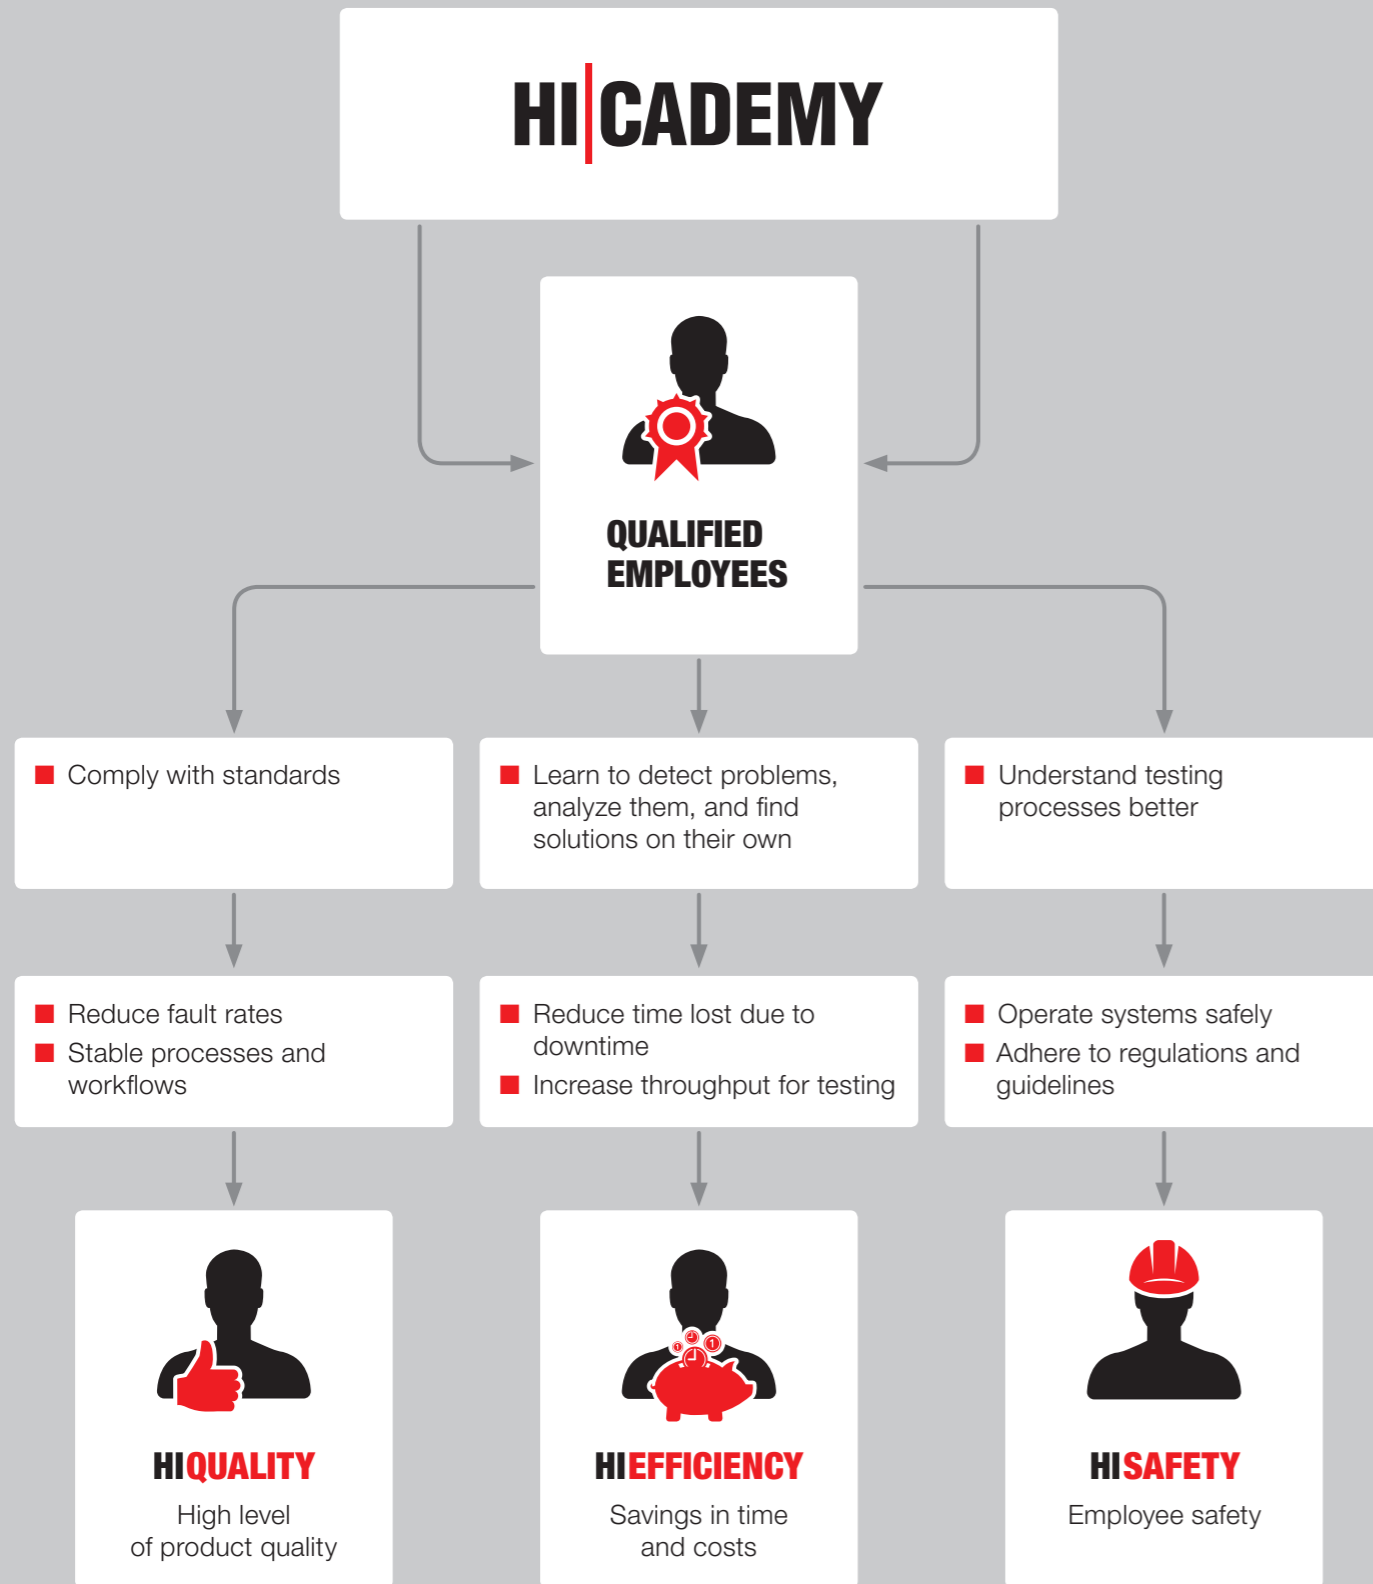 HI|CADEMY
QUALIFIED
EMPLOYEES
Comply with standards
Learn to detect problems,
analyze them, and find
solutions on their own
Understand testing
processes better
Reduce fault rates
Stable processes and
workflows
Reduce time lost due to
downtime
Increase throughput for testing
Operate systems safely
Adhere to regulations and
guidelines
HIQUALITY
High level
of product quality
1
1
HIEFFICIENCY
Savings in time
and costs
HISAFETY
Employee safety